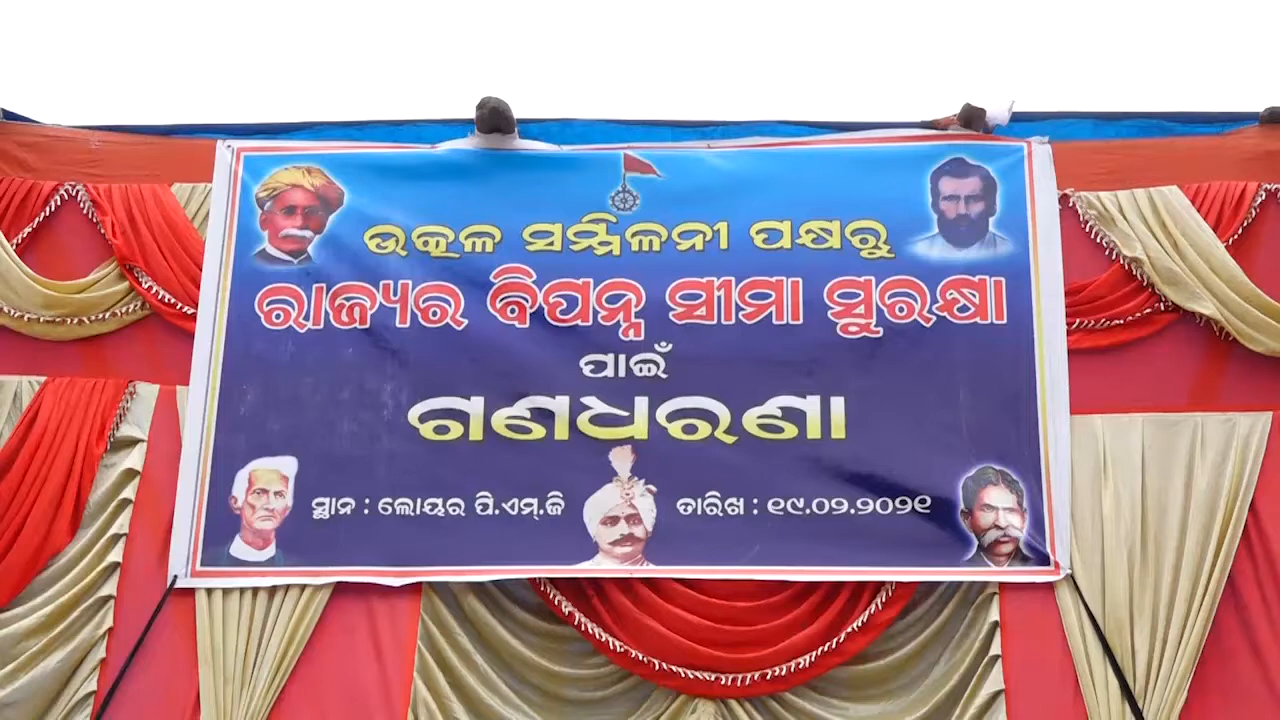 ଉତ୍କଳ ସମ୍ମିଳନୀ ପକ୍ଷରୁ
ରାଜ୍ୟର ବିପନ୍ନ ସୀମା ସୁରକ୍ଷା
ପାଇଁ
ଗଣଧରଣା
ସ୍ଥାନ : ଲୋୟର ପି.ଏମ୍.ଜି ତାରିଖ : ୧୯.୦୨.୨୦୨୧